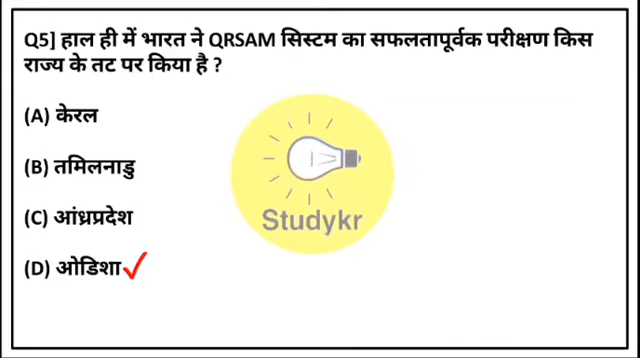 Q5] हाल ही में भारत ने QRSAM सिस्टम का सफलतापूर्वक परीक्षण किस
राज्य के तट पर किया है ?
(A) केरल
(B) तमिलनाडु
(C) आंध्रप्रदेश
(D) ओडिशा
Studykr